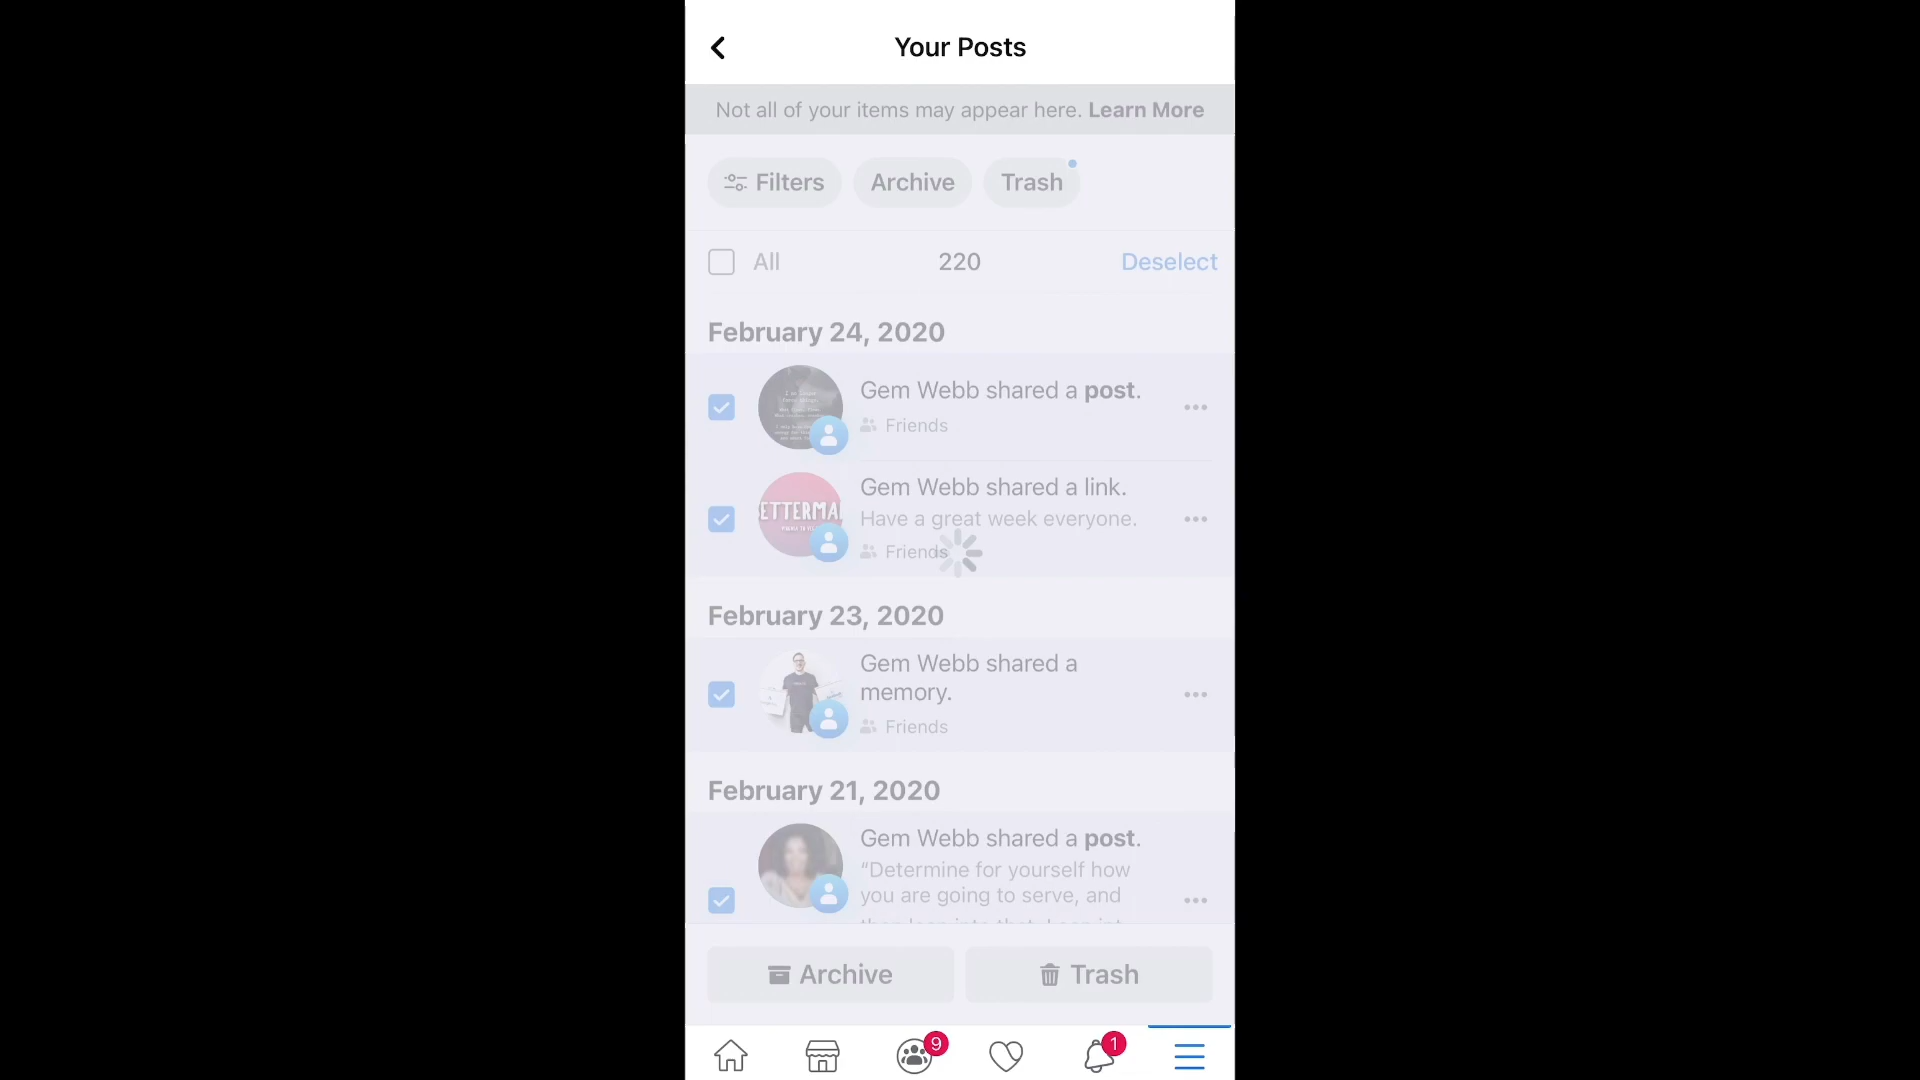 Your Posts
Not all of your items may appear here. Learn More
Filters
Archive
Trash
All
220
Deselect
February 24, 2020
Gem Webb shared a post.
Friends
ETTERMA
Gem Webb shared a link.
Have a great week everyone.
Friends
February 23, 2020
Gem Webb shared a
memory.
Friends
February 21, 2020
Gem Webb shared a post.
“Determine for yourself how
you are going to serve, and
Archive
Trash
9
1